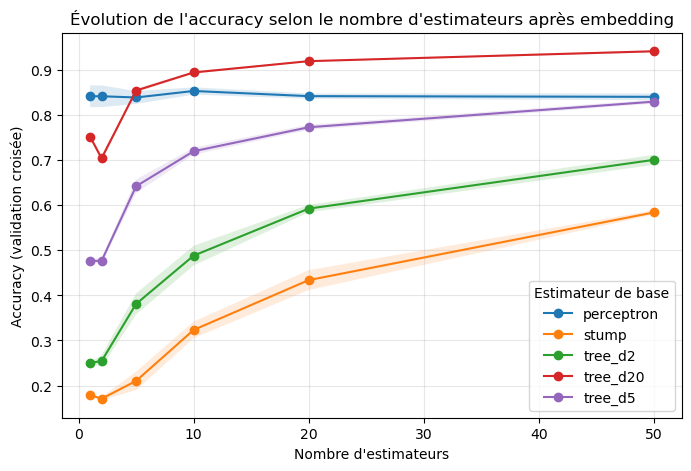 Évolution de l'accuracy selon le nombre d'estimateurs après embedding
Accuracy (validation croisée)
0.9
0.8
0.7
0.6
0.5
0.4
0.3
0.2
0
10
20
30
40
50
Nombre d'estimateurs
Estimateur de base
perceptron
stump
tree_d2
tree_d20
tree_d5